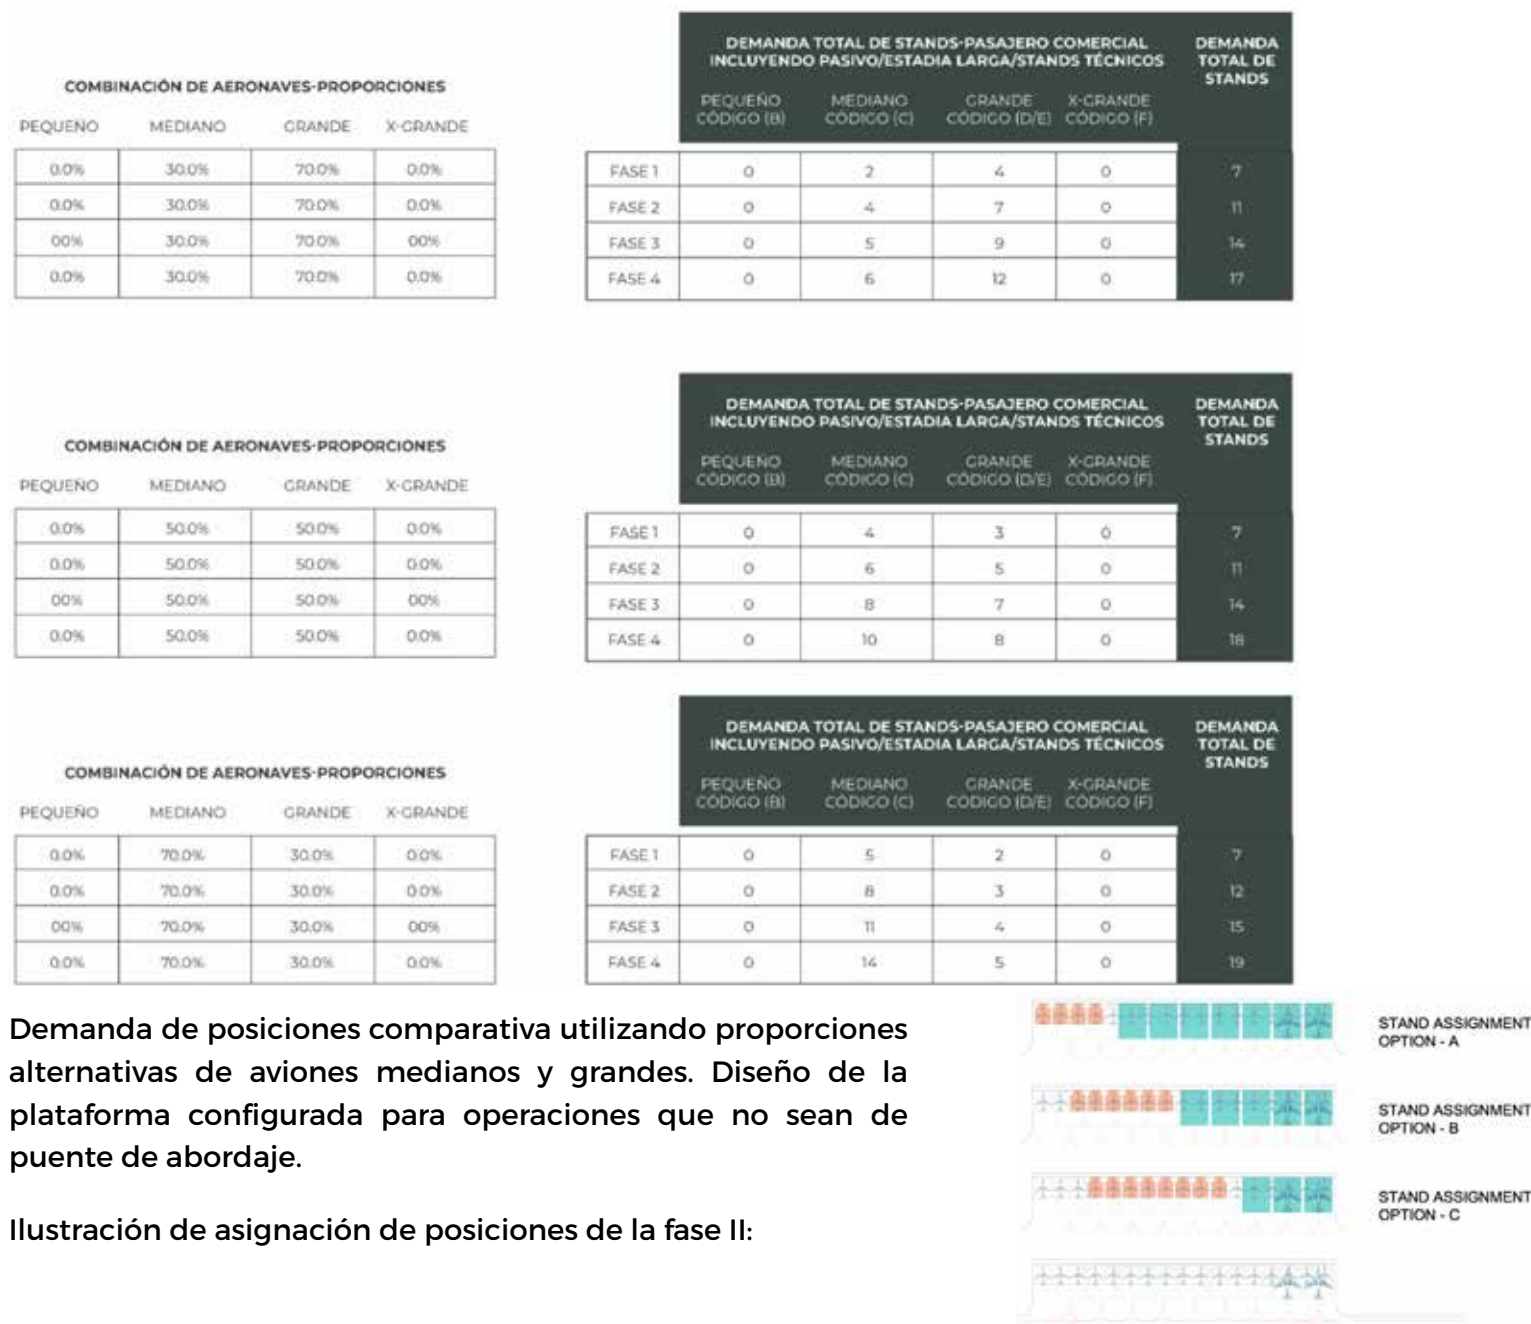 DEMANDA TOTAL DE STANDS-PASAJERO COMERCIAL
INCLUYENDO PASIVO/ESTADIA LARGA/STANDS TÉCNICOS
DEMANDA
TOTAL DE
STANDS
COMBINACIÓN DE AERONAVES-PROPORCIONES
PEQUEÑO MEDIANO GRANDE X-GRANDE
PEQUEÑO MEDIANO GRANDE X-GRANDE
CÓDIGO (B) CÓDIGO (C) CÓDIGO (D/E) CÓDIGO (F)
0.0% 30.0% 70.0% 0.0% FASE 1 0 2 4 0 7
0.0% 30.0% 70.0% 0.0% FASE 2 0 4 7 0 11
00% 30.0% 70.0% 00% FASE 3 0 5 9 0 14
0.0% 30.0% 70.0% 0.0% FASE 4 0 6 12 0 17
DEMANDA TOTAL DE STANDS-PASAJERO COMERCIAL
INCLUYENDO PASIVO/ESTADIA LARGA/STANDS TÉCNICOS
DEMANDA
TOTAL DE
STANDS
COMBINACIÓN DE AERONAVES-PROPORCIONES
PEQUEÑO MEDIANO GRANDE X-GRANDE
PEQUEÑO MEDIANO GRANDE X-GRANDE
CÓDIGO (B) CÓDIGO (C) CÓDIGO (D/E) CÓDIGO (F)
0.0% 50.0% 50.0% 0.0% FASE 1 0 4 3 0 7
0.0% 50.0% 50.0% 0.0% FASE 2 0 6 5 0 11
00% 50.0% 50.0% 00% FASE 3 0 8 7 0 14
0.0% 50.0% 50.0% 0.0% FASE 4 0 10 8 0 18
DEMANDA TOTAL DE STANDS-PASAJERO COMERCIAL
INCLUYENDO PASIVO/ESTADIA LARGA/STANDS TÉCNICOS
DEMANDA
TOTAL DE
STANDS
COMBINACIÓN DE AERONAVES-PROPORCIONES
PEQUEÑO MEDIANO GRANDE X-GRANDE
PEQUEÑO MEDIANO GRANDE X-GRANDE
CÓDIGO (B) CÓDIGO (C) CÓDIGO (D/E) CÓDIGO (F)
0.0% 70.0% 30.0% 0.0% FASE 1 0 5 2 0 7
0.0% 70.0% 30.0% 0.0% FASE 2 0 8 3 0 12
00% 70.0% 30.0% 00% FASE 3 0 11 4 0 15
0.0% 70.0% 30.0% 0.0% FASE 4 0 14 5 0 19
Demanda de posiciones comparativa utilizando proporciones
alternativas de aviones medianos y grandes. Diseño de la
plataforma configurada para operaciones que no sean de
puente de abordaje.
Ilustración de asignación de posiciones de la fase II:
STAND ASSIGNMENT
OPTION - A
STAND ASSIGNMENT
OPTION - B
STAND ASSIGNMENT
OPTION - C